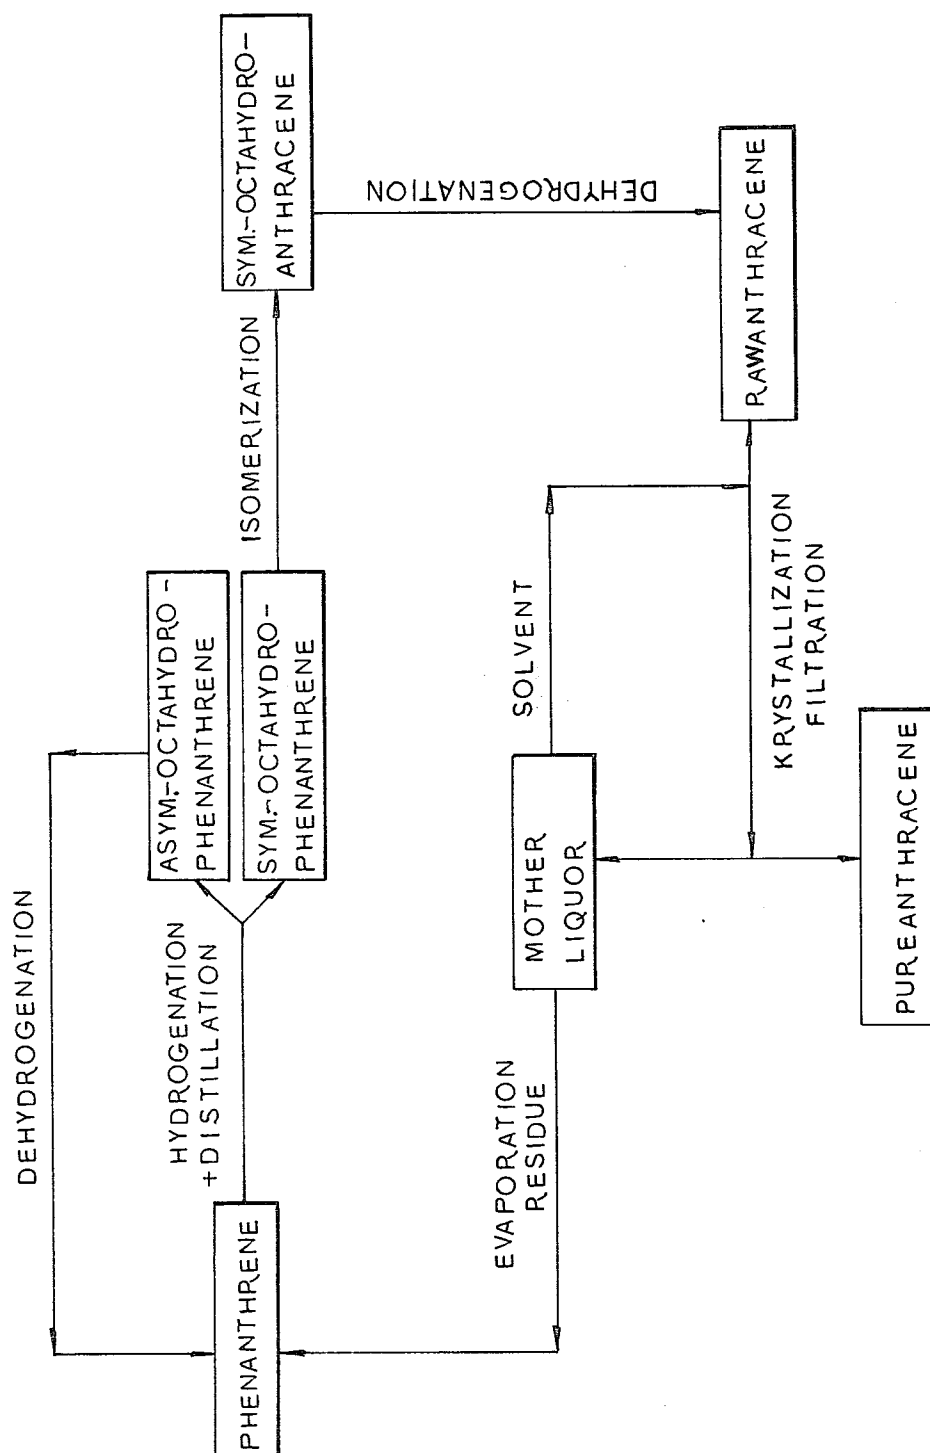 DEHYDROGENATION
ASYM.-OCTAHYDRO-
PHENANTHRENE
HYDROGENATION
+DISTILLATION
PHENANTHRENE
SYM.-OCTAHYDRO-
PHENANTHRENE
ISOMERIZATION
SYM.-OCTAHYDRO-
ANTHRACENE
DEHYDROGENATION
EVAPORATION
RESIDUE
MOTHER
LIQUOR
SOLVENT
RAWANTHRACENE
KRYSTALLIZATION
FILTRATION
PUREANTHRACENE